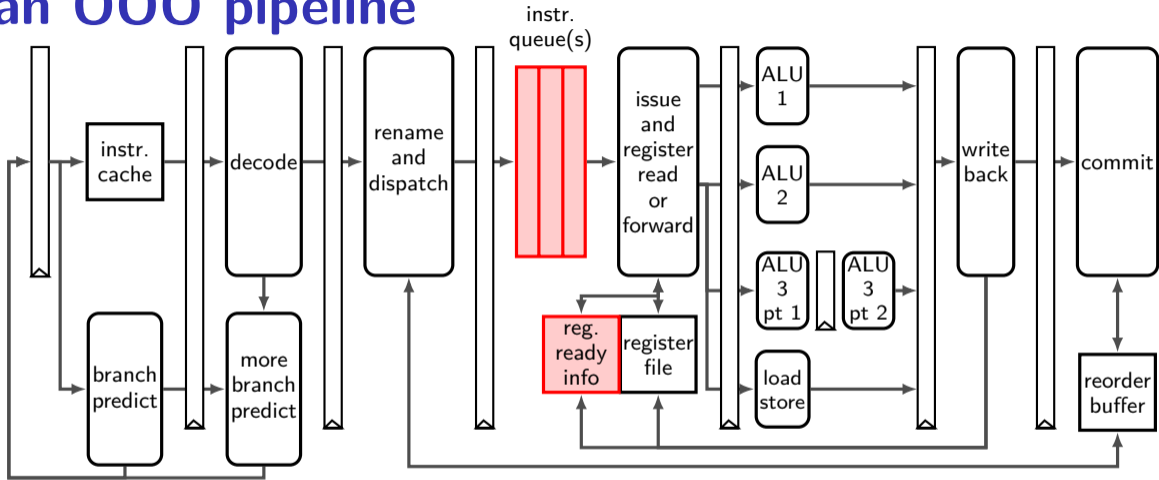 an OOO pipeline
instr.
queue(s)
instr.
cache
decode
rename
and
dispatch
issue
and
register
read
or
forward
ALU
1
ALU
2
ALU
3
pt 1
ALU
3
pt 2
load
store
write
back
commit
branch
predict
more
branch
predict
reg.
ready
info
register
file
reorder
buffer